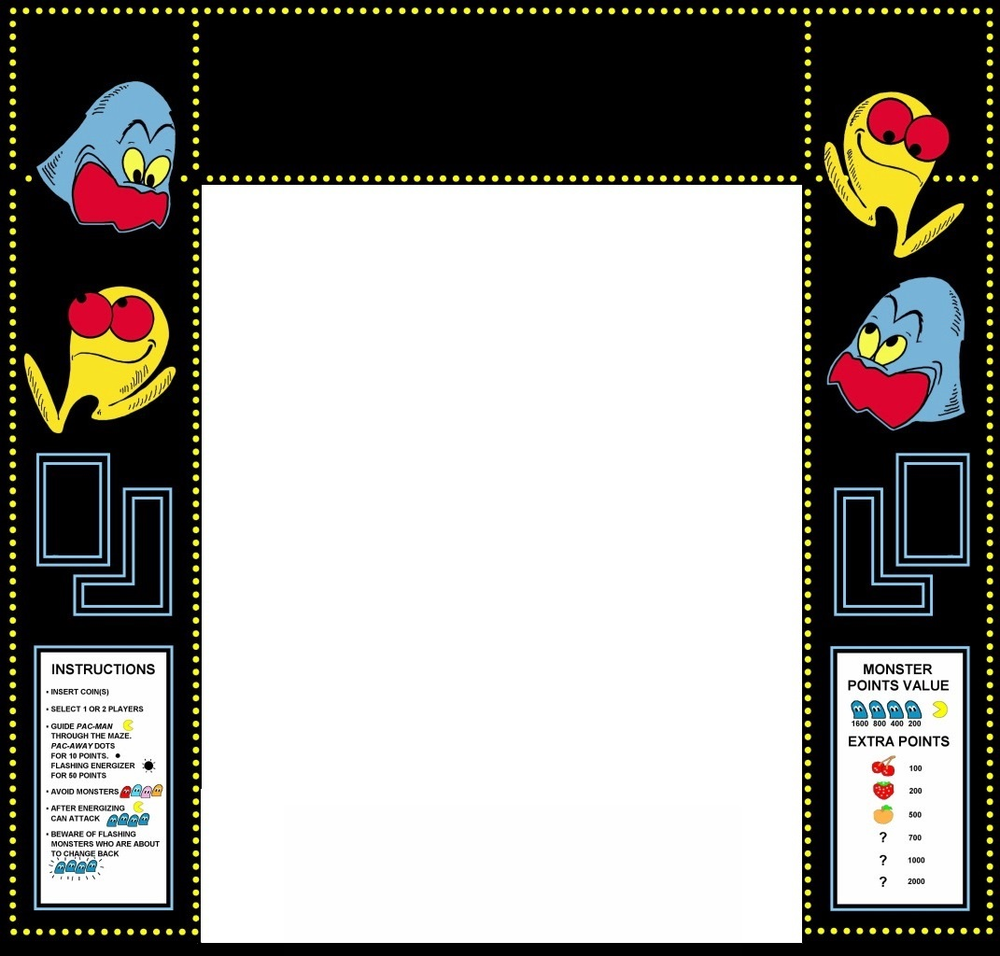 INSTRUCTIONS
• INSERT COIN(S)
• SELECT 1 OR 2 PLAYERS
• GUIDE PAC-MAN
THROUGH THE MAZE.
PAC-AWAY DOTS
FOR 10 POINTS.
FLASHING ENERGIZER
FOR 50 POINTS
• AVOID MONSTERS
• AFTER ENERGIZING
CAN ATTACK
• BEWARE OF FLASHING
MONSTERS WHO ARE ABOUT
TO CHANGE BACK
MONSTER
POINTS VALUE
1600 800 400 200
EXTRA POINTS
100
200
500
? 700
? 1000
? 2000